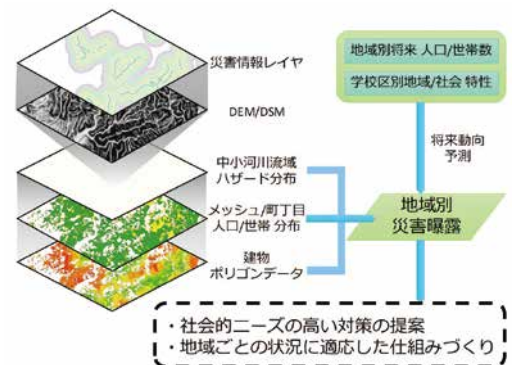 災害情報レイヤ
DEM/DSM
中小河川流域
ハザード分布
メッシュ/町丁目
人口/世帯 分布
建物
ポリゴンデータ
地域別将来 人口/世帯数
学校区別地域/社会 特性
将来動向
予測
地域別
災害曝露
・社会的ニーズの高い対策の提案
・地域ごとの状況に適応した仕組みづくり